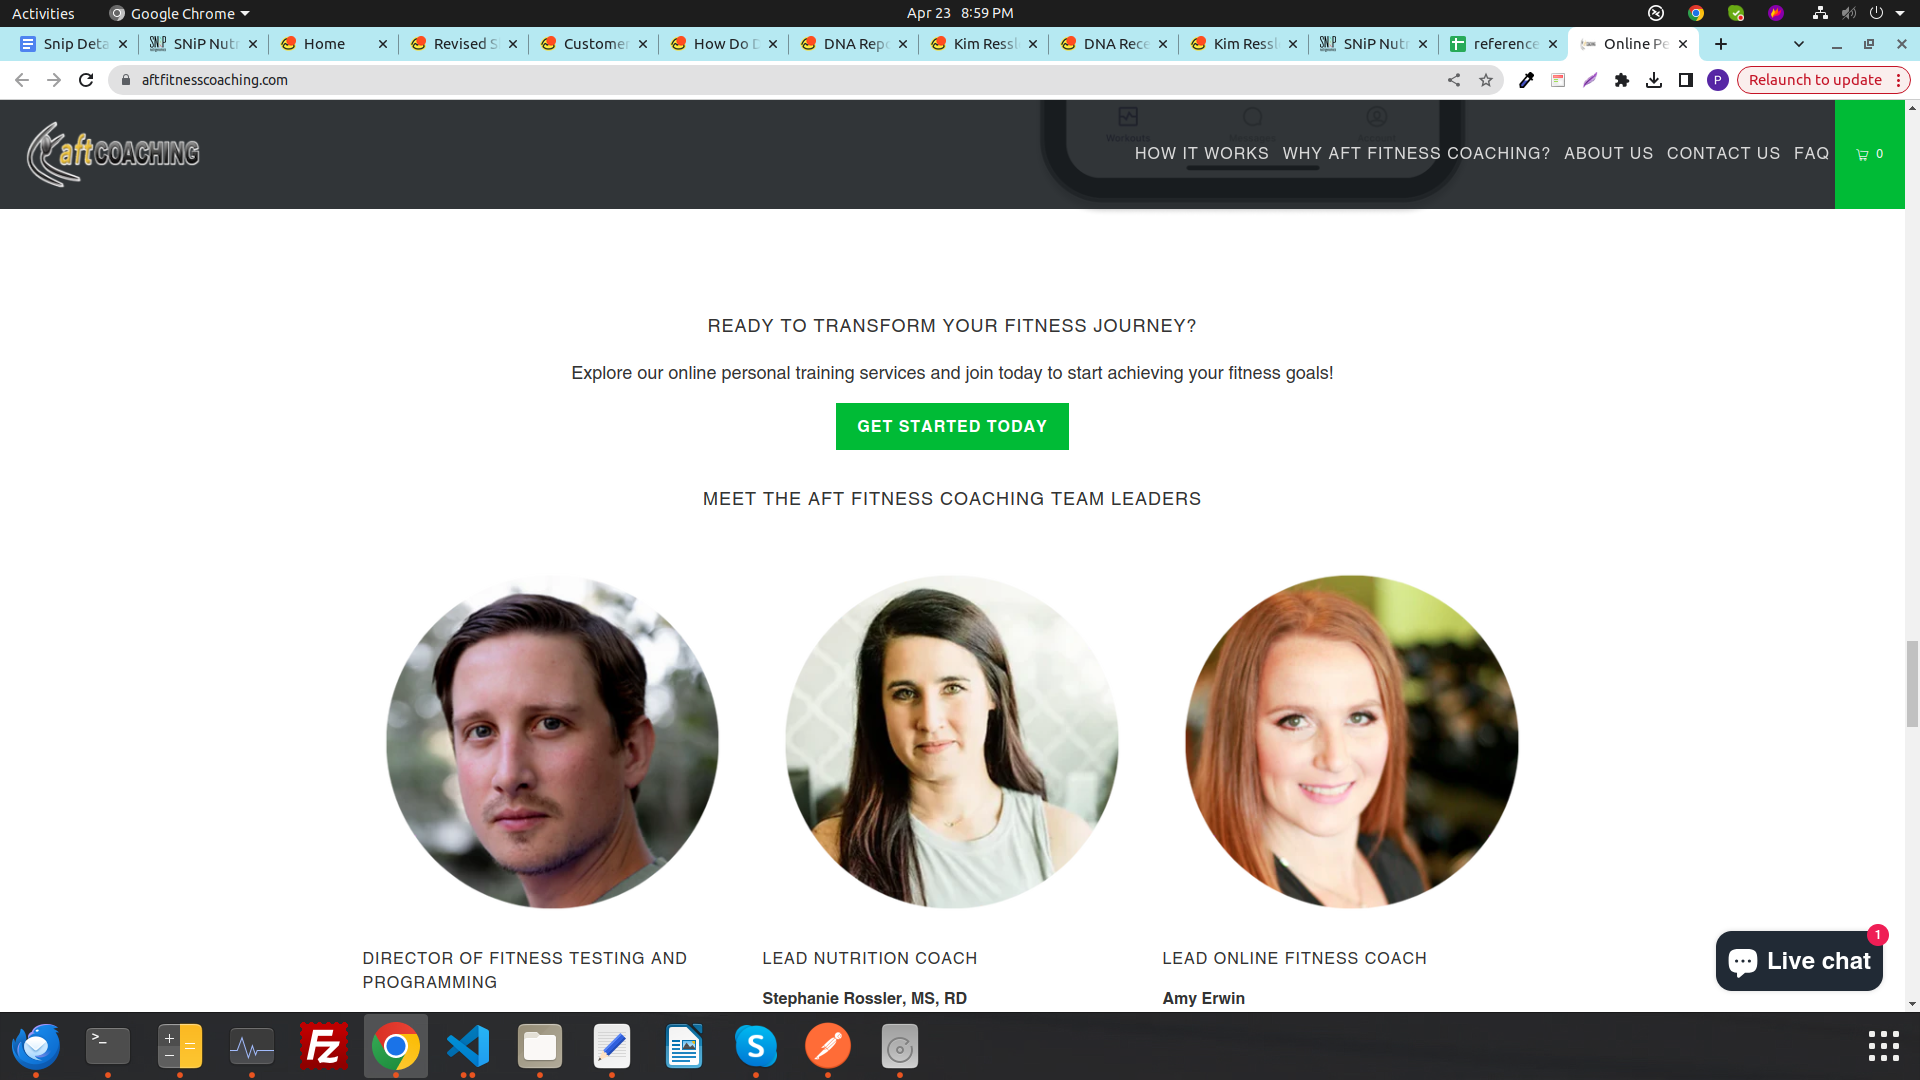 Activities
Google Chrome
Apr 23 8:59 PM
Snip Deta
SNiP Nutr
Home
Revised S
Customer
How Do D
DNA Repo
Kim Ressl
DNA Rece
Kim Ressl
SNiP Nutr
reference
Online Pe
aftfitnesscoaching.com
P
Relaunch to update
aftCOACHING
Workouts
HOW IT WORKS
WHY AFT FITNESS COACHING?
ABOUT US
CONTACT US
FAQ
0
READY TO TRANSFORM YOUR FITNESS JOURNEY?
Explore our online personal training services and join today to start achieving your fitness goals!
GET STARTED TODAY
MEET THE AFT FITNESS COACHING TEAM LEADERS
DIRECTOR OF FITNESS TESTING AND
PROGRAMMING
LEAD NUTRITION COACH
Stephanie Rossler, MS, RD
LEAD ONLINE FITNESS COACH
Amy Erwin
1
Live chat